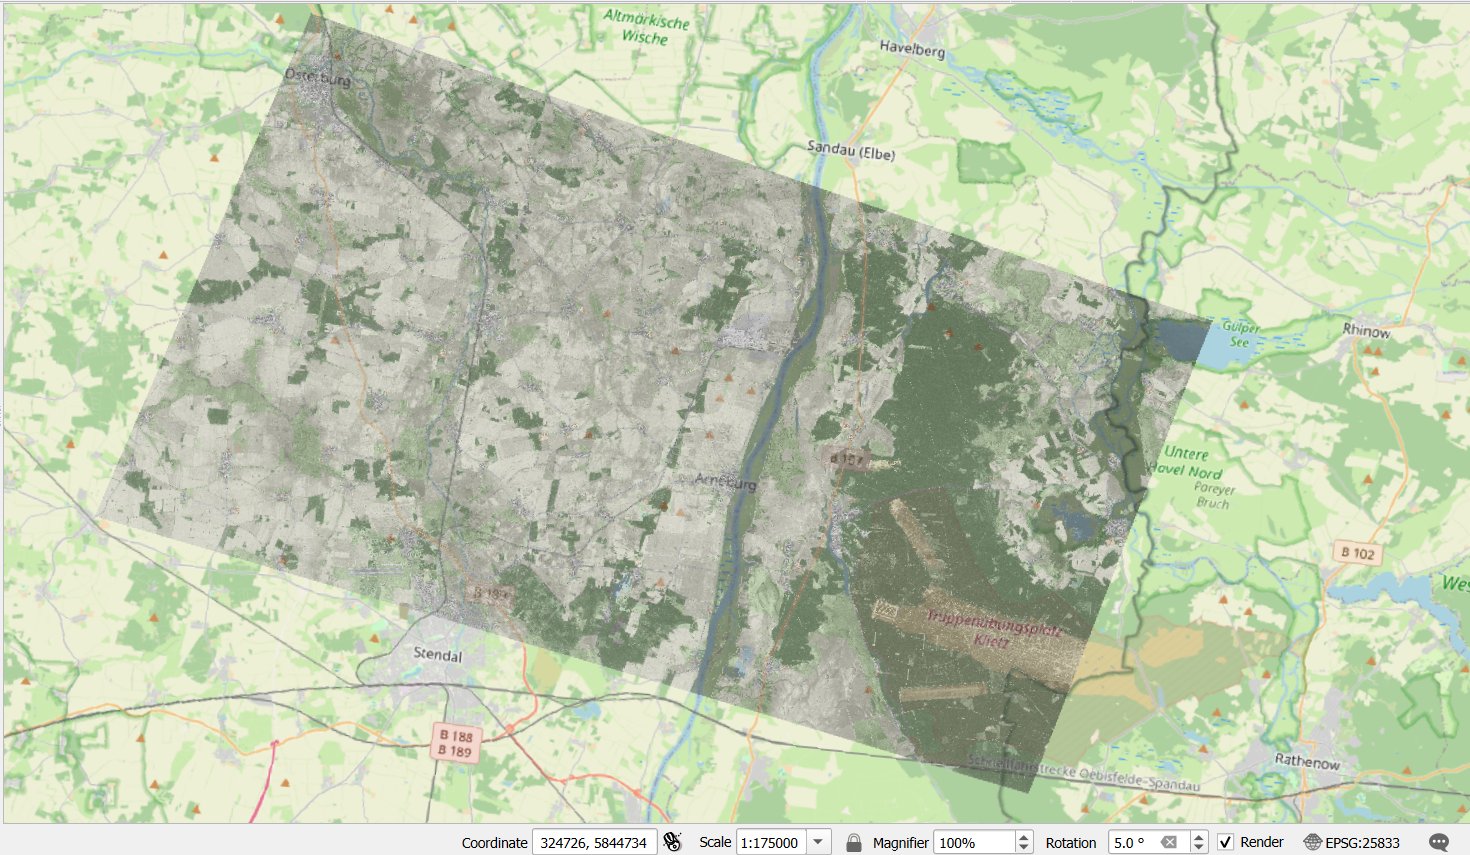 Altmärkische
Wische
Havelberg
Osterburg
Sandau (Elbe)
Gülper
See
Rhinow
B 107
Untere
Havel Nord
Pareyer
Bruch
Arneburg
B 102
Wes
B 189
Truppenübungsplatz
Klietz
Stendal
B 188
B 189
Schnellfahrstrecke Oebisfelde-Spandau
Rathenow
Coordinate 324726, 5844734 Scale 1:175000 Magnifier 100% Rotation 5.0 ° Render EPSG:25833